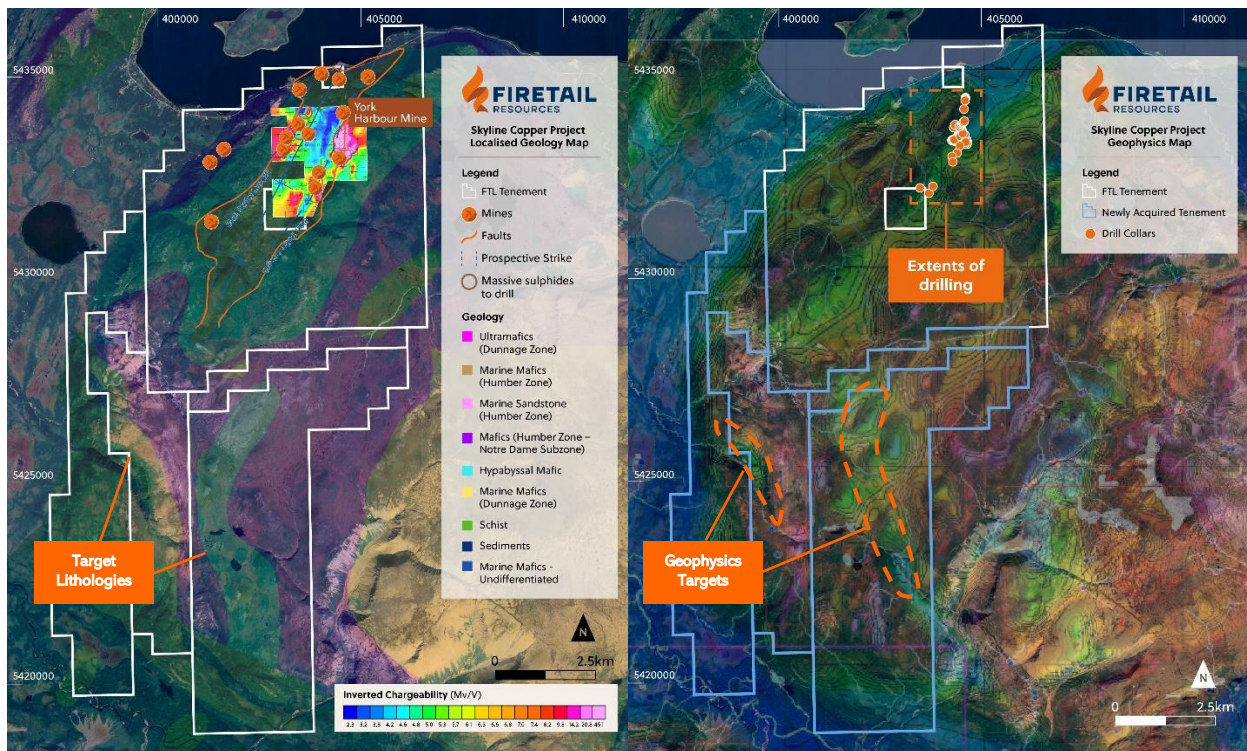 400000
405000
410000
5435000
5430000
5425000
5420000
York
Harbour Mine
Target
Lithologies
FIRETAIL
RESOURCES
Skyline Copper Project
Localised Geology Map
Legend
FTL Tenement
Mines
Faults
Prospective Strike
Massive sulphides
to drill
Geology
Ultramafics
(Dunnage Zone)
Marine Mafics
(Humber Zone)
Marine Sandstone
(Humber Zone)
Mafics (Humber Zone –
Notre Dame Subzone)
Hypabyssal Mafic
Marine Mafics
(Dunnage Zone)
Schist
Sediments
Marine Mafics -
Undifferentiated
N
0 2.5km
Inverted Chargeability (Mv/V)
400000
405000
410000
5435000
5430000
5425000
5420000
Extents of
drilling
Geophysics
Targets
FIRETAIL
RESOURCES
Skyline Copper Project
Geophysics Map
Legend
FTL Tenement
Newly Acquired Tenement
Drill Collars
N
0 2.5km